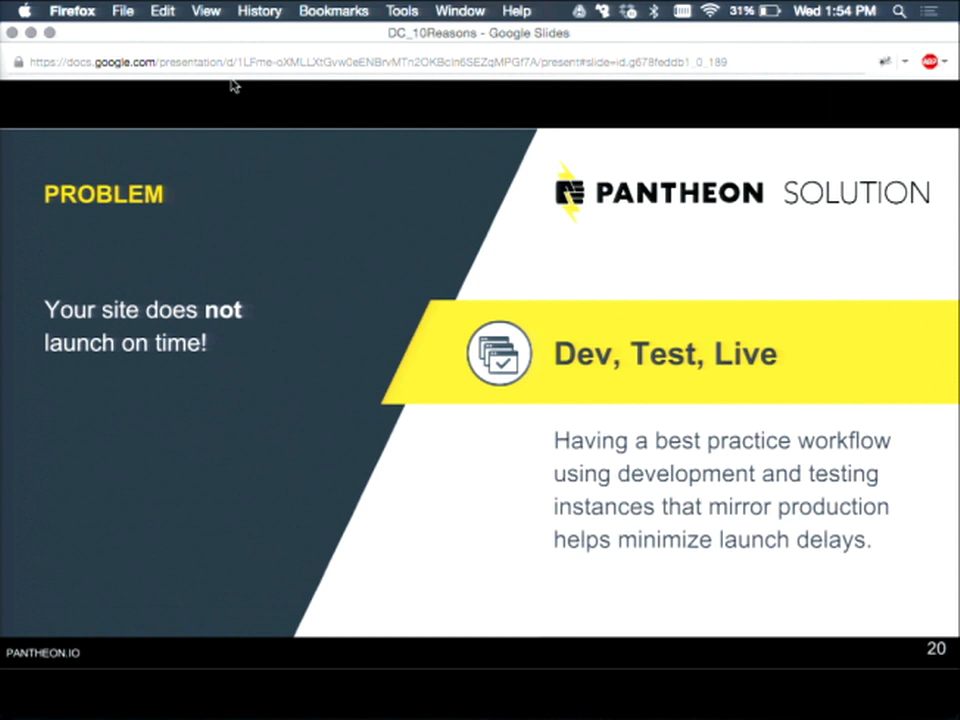 Firefox File Edit View History Bookmarks Tools Window Help 31% Wed 1:54 PM
DC_10Reasons - Google Slides
PROBLEM
PANTHEON SOLUTION
Your site does not
launch on time!
Dev, Test, Live
Having a best practice workflow
using development and testing
instances that mirror production
helps minimize launch delays.
PANTHEON.IO
20